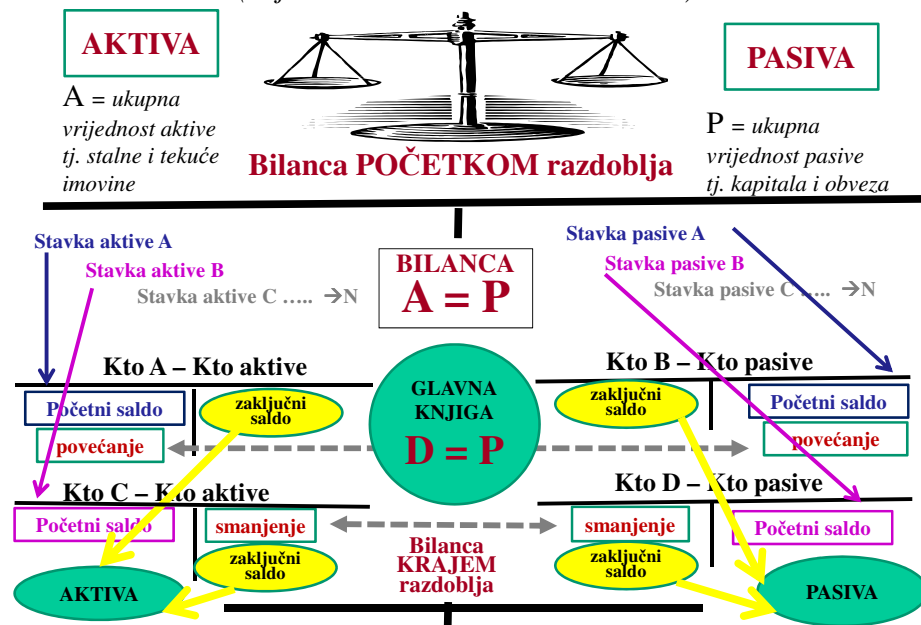 AKTIVA
PASIVA
A = ukupna
vrijednost aktive
tj. stalne i tekuće
imovine
P = ukupna
vrijednost pasive
tj. kapitala i obveza
Bilanca POČETKOM razdoblja
Stavka aktive A
Stavka aktive B
Stavka aktive C ….. →N
BILANCA
A = P
Stavka pasive A
Stavka pasive B
Stavka pasive C ….. →N
Kto A – Kto aktive
Početni saldo
zaključni
saldo
povećanje
GLAVNA
KNJIGA
D = P
Kto B – Kto pasive
zaključni
saldo
Početni saldo
povećanje
Kto C – Kto aktive
Početni saldo
smanjenje
zaključni
saldo
Kto D – Kto pasive
smanjenje
Početni saldo
zaključni
saldo
Bilanca
KRAJEM
razdoblja
AKTIVA
PASIVA